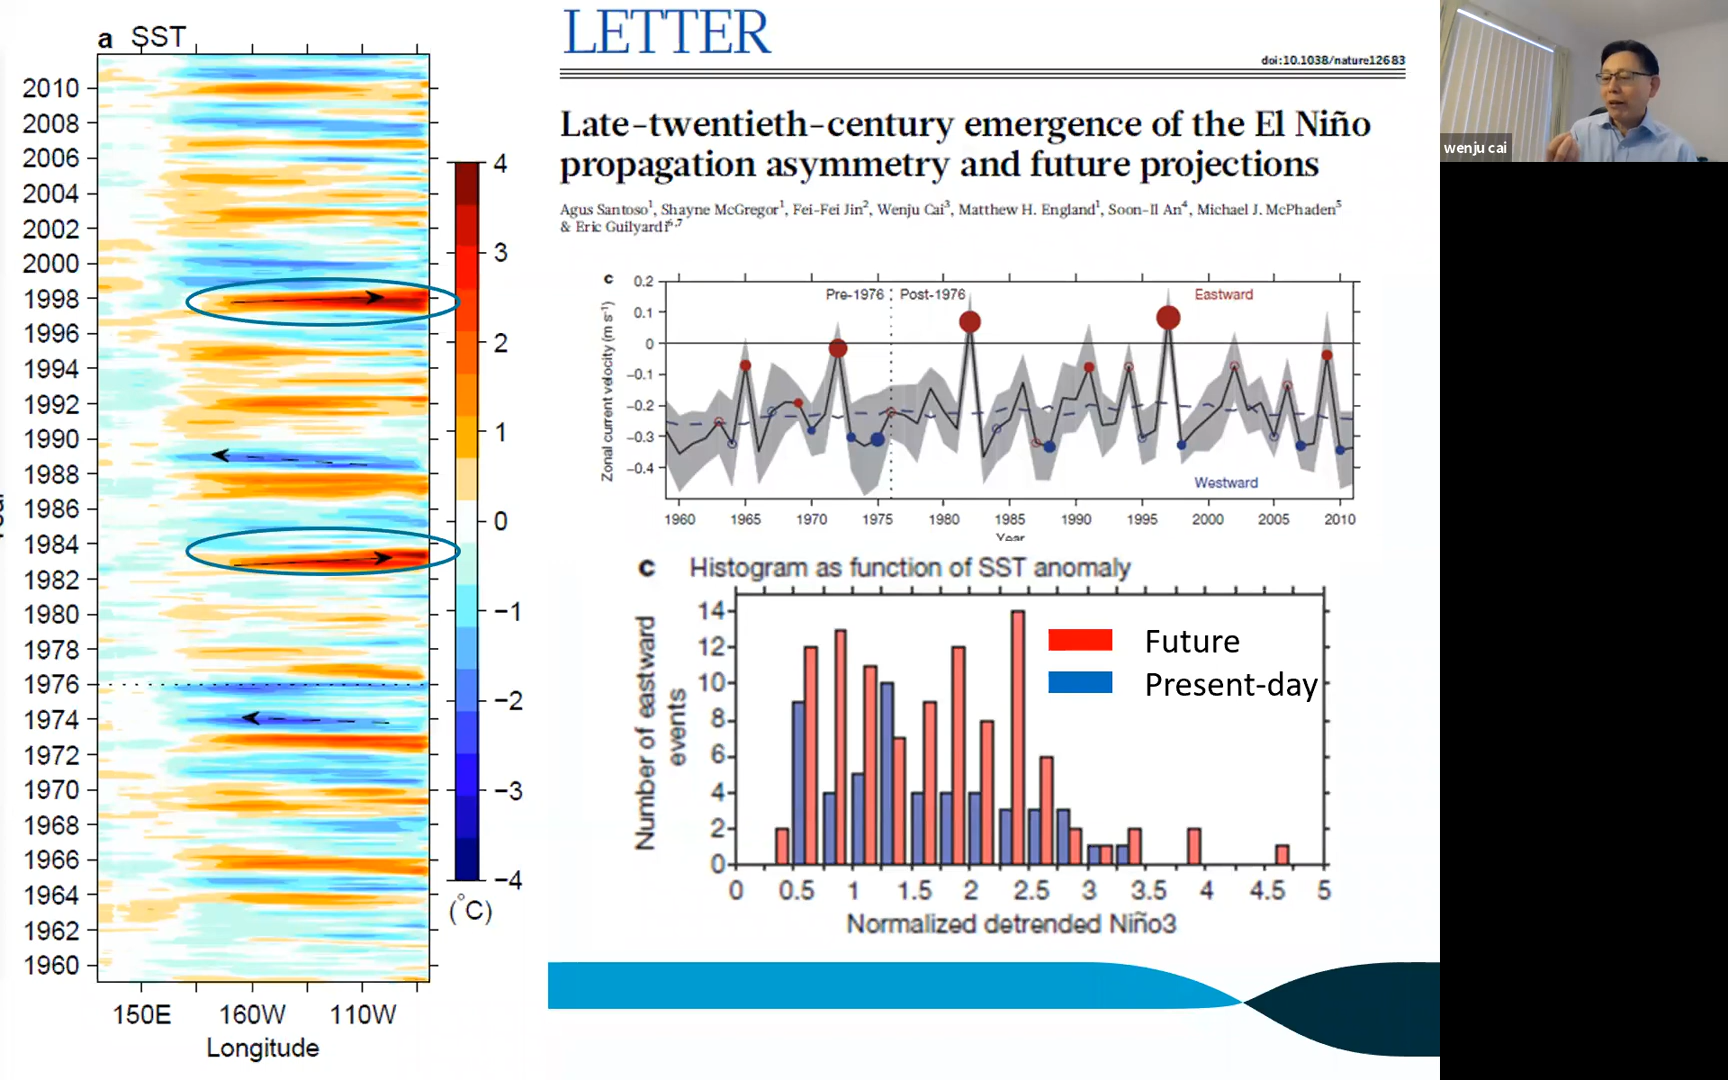 a SST
2010
2008
2006
2004
2002
2000
1998
1996
1994
1992
1990
1988
1986
1984
1982
1980
1978
1976
1974
1972
1970
1968
1966
1964
1962
1960
150E 160W 110W
Longitude
4
3
2
1
0
−1
−2
−3
−4
(°C)
LETTER
doi:10.1038/nature12683
Late-twentieth-century emergence of the El Niño
propagation asymmetry and future projections
Agus Santoso1, Shayne McGregor1, Fei-Fei Jin2, Wenju Cai3, Matthew H. England1, Soon-Il An4, Michael J. McPhaden5
& Eric Guilyardi6,7
c
Pre-1976 Post-1976 Eastward
Zonal current velocity (m s−1)
0.2
0.1
0
−0.1
−0.2
−0.3
−0.4
Westward
1960 1965 1970 1975 1980 1985 1990 1995 2000 2005 2010
Year
c Histogram as function of SST anomaly
Number of eastward
events
14
12
10
8
6
4
2
0
Future
Present-day
0 0.5 1 1.5 2 2.5 3 3.5 4 4.5 5
Normalized detrended Niño3
wenju cai